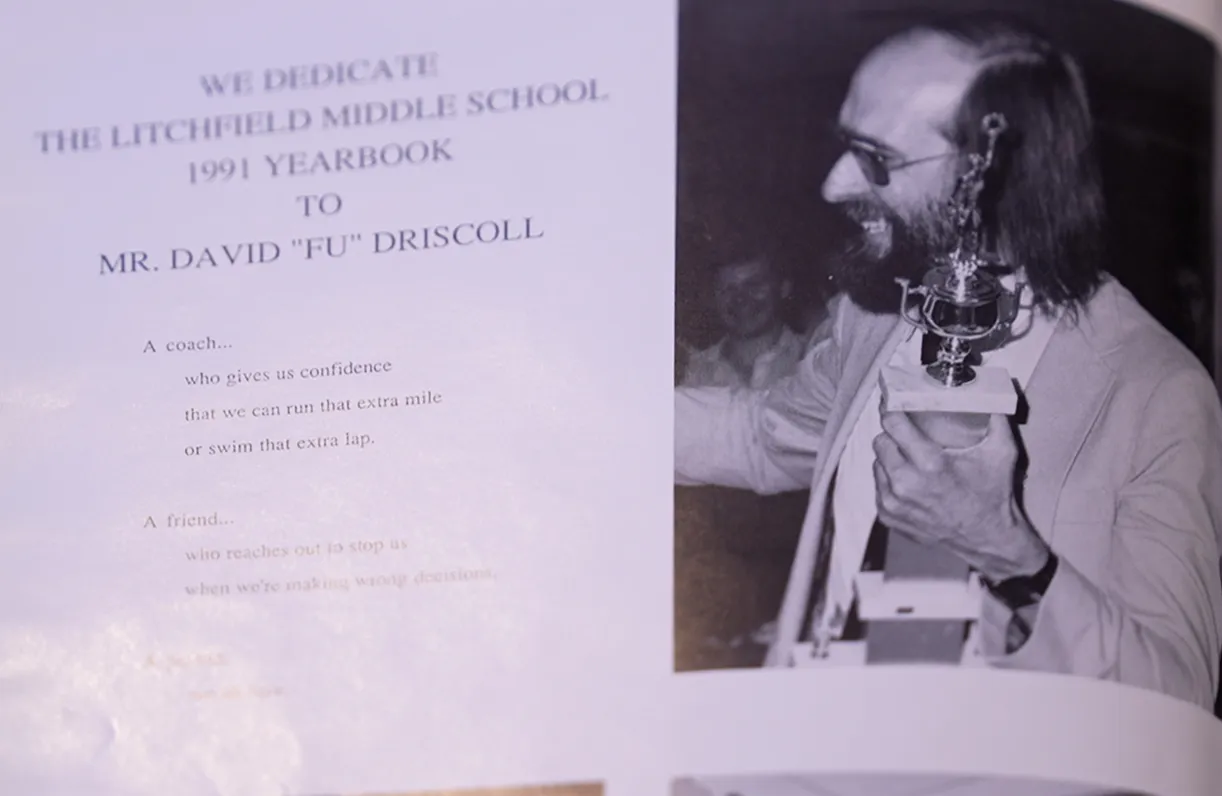 WE DEDICATE
THE LITCHFIELD MIDDLE SCHOOL
1991 YEARBOOK
TO
MR. DAVID "FU" DRISCOLL
A coach...
who gives us confidence
that we can run that extra mile
or swim that extra lap.
A friend...
who reaches out to stop us
when we're making wrong decisions.